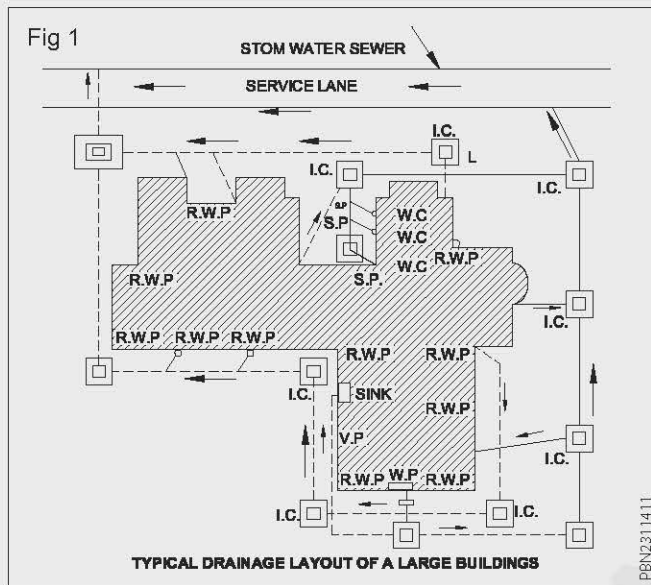 Fig 1
STOM WATER SEWER
SERVICE LANE
I.C.
L
I.C.
I.C.
S.P
S.P
W.C
W.C
R.W.P
W.C
R.W.P
R.W.P
S.P.
I.C.
R.W.P R.W.P R.W.P
R.W.P R.W.P
I.C.
SINK
R.W.P
V.P
I.C.
R.W.P W.P R.W.P
I.C.
I.C.
TYPICAL DRAINAGE LAYOUT OF A LARGE BUILDINGS
PBN2311411